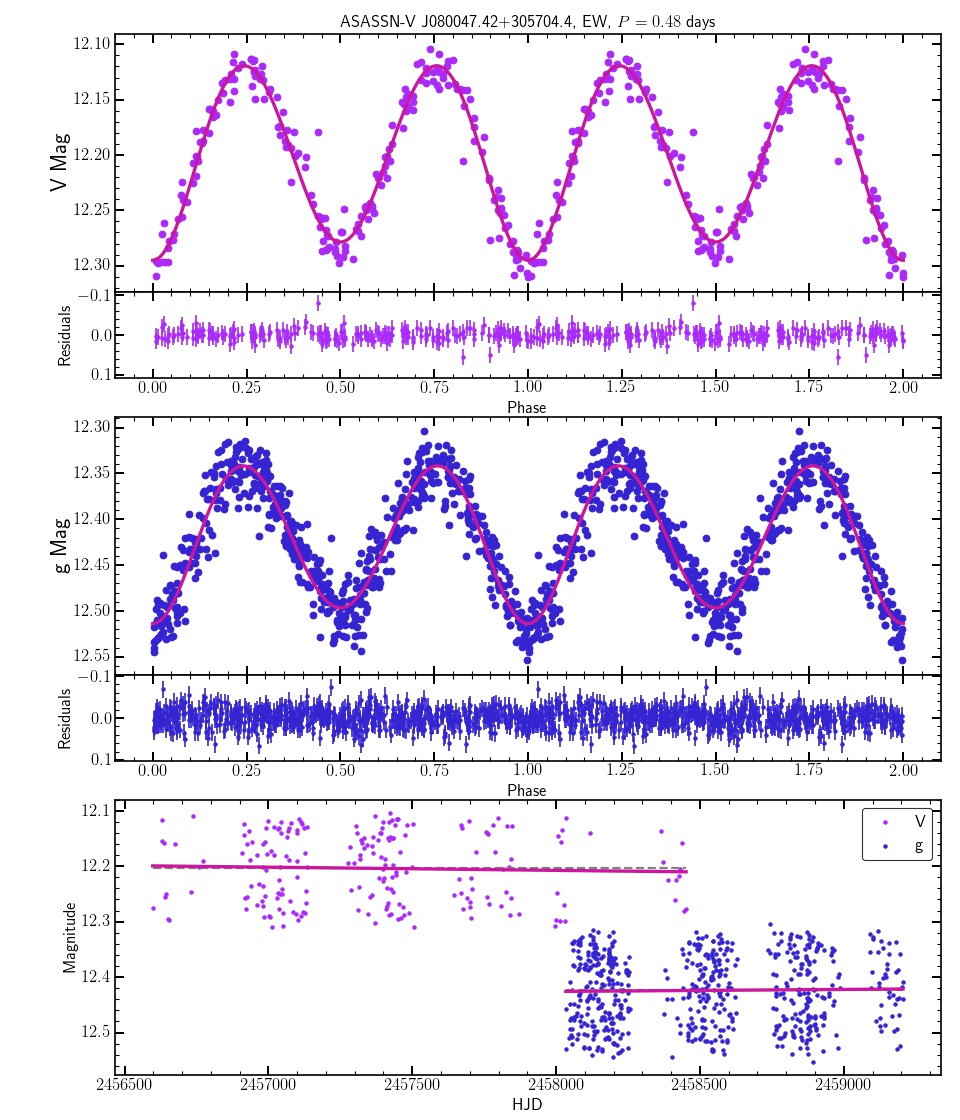 ASASSN-V J080047.42+305704.4, EW, P = 0.48 days
12.10
12.15
12.20
12.25
12.30
V Mag
−0.1
0.0
0.1
Residuals
0.00 0.25 0.50 0.75 1.00 1.25 1.50 1.75 2.00
Phase
12.30
12.35
12.40
12.45
12.50
12.55
g Mag
−0.1
0.0
0.1
Residuals
0.00 0.25 0.50 0.75 1.00 1.25 1.50 1.75 2.00
Phase
12.1
12.2
12.3
12.4
12.5
Magnitude
V
g
2456500 2457000 2457500 2458000 2458500 2459000
HJD